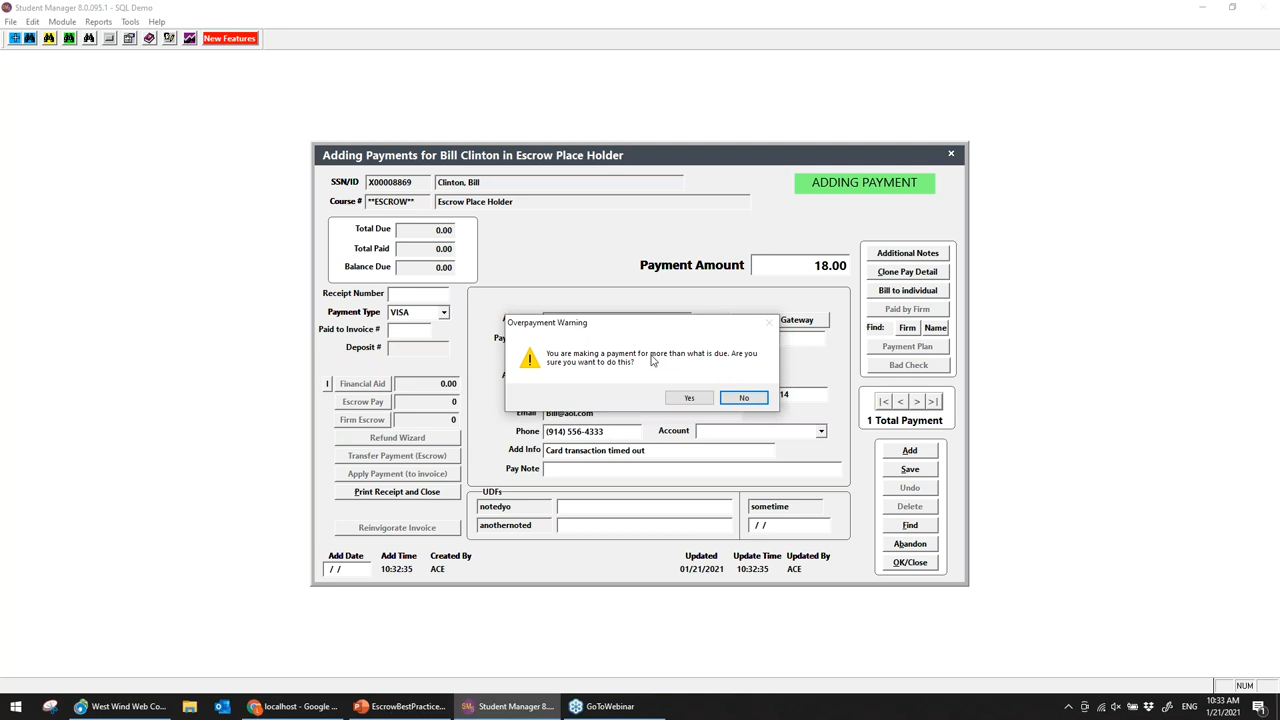 Student Manager 8.0.095.1 - SQL Demo
File Edit Module Reports Tools Help
New Features
Adding Payments for Bill Clinton in Escrow Place Holder
SSN/ID X00008869 Clinton, Bill
ADDING PAYMENT
Course # **ESCROW** Escrow Place Holder
Total Due 0.00
Total Paid 0.00
Balance Due 0.00
Payment Amount 18.00
Additional Notes
Clone Pay Detail
Bill to individual
Paid by Firm
Find: Firm Name
Payment Plan
Bad Check
Receipt Number
Payment Type VISA
Paid to Invoice #
Deposit #
Gateway
Overpayment Warning
You are making a payment for more than what is due. Are you
sure you want to do this?
Yes No
14
I Financial Aid 0.00
Escrow Pay 0
Firm Escrow 0
Refund Wizard
Transfer Payment (Escrow)
Apply Payment (to invoice)
Print Receipt and Close
Reinvigorate Invoice
Email Bill@aol.com
Phone (914) 556-4333 Account
Add Info Card transaction timed out
Pay Note
UDFs
notedyo
sometime
anothernoted
/ /
|< < > >|
1 Total Payment
Add
Save
Undo
Delete
Find
Abandon
OK/Close
Add Date Add Time Created By Updated Update Time Updated By
/ / 10:32:35 ACE 01/21/2021 10:32:35 ACE
NUM
West Wind Web Co...
localhost - Google ...
EscrowBestPractice...
Student Manager 8....
GoToWebinar
ENG
10:33 AM
1/21/2021
1